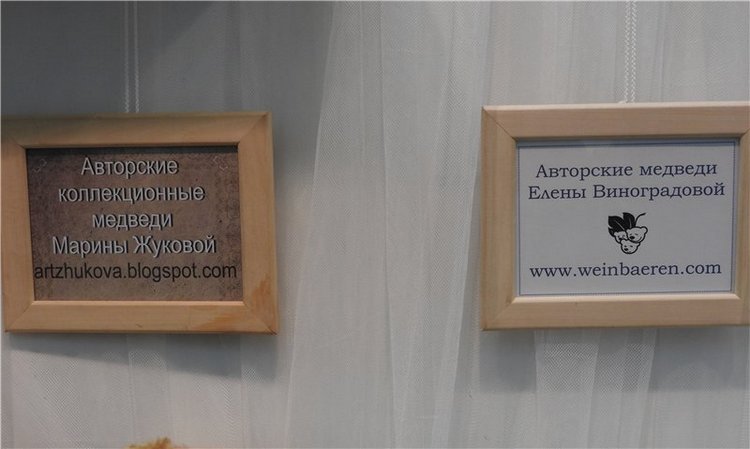 Авторские
коллекционные
медведи
Марины Жуковой
artzhukova.blogspot.com
Авторские медведи
Елены Виноградовой
www.weinbaeren.com